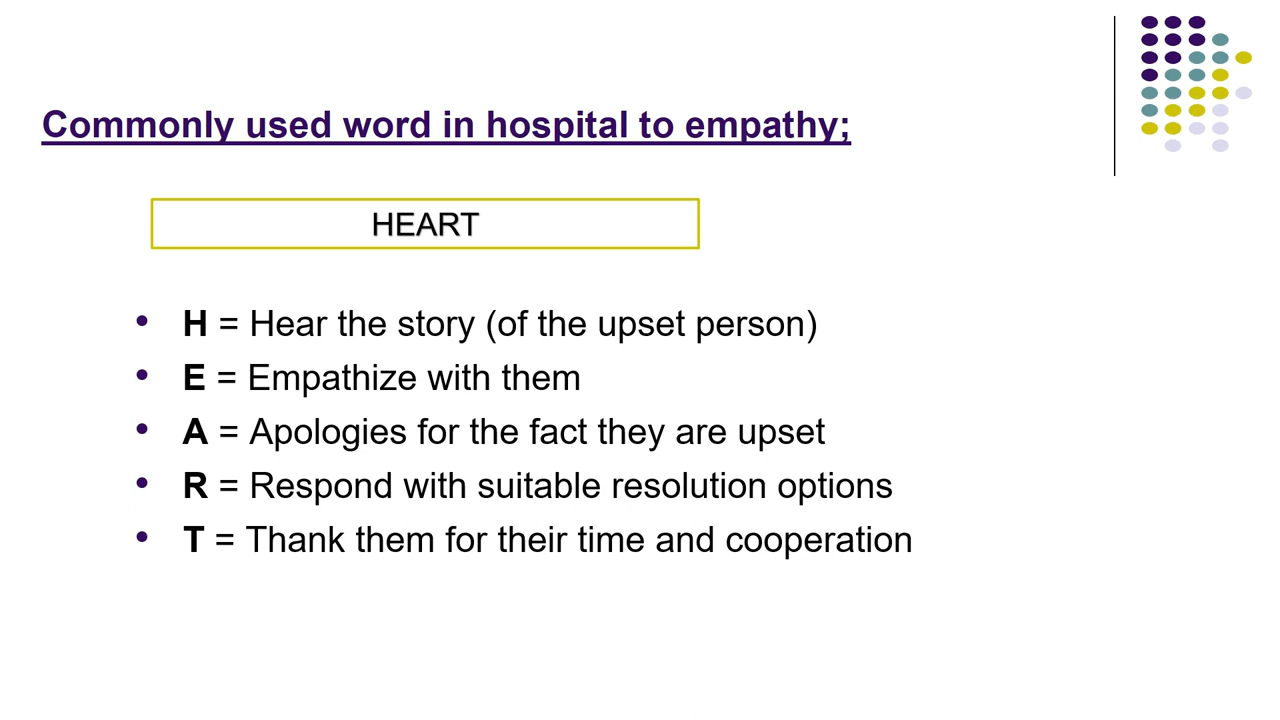 Commonly used word in hospital to empathy;
HEART
• H = Hear the story (of the upset person)
• E = Empathize with them
• A = Apologies for the fact they are upset
• R = Respond with suitable resolution options
• T = Thank them for their time and cooperation